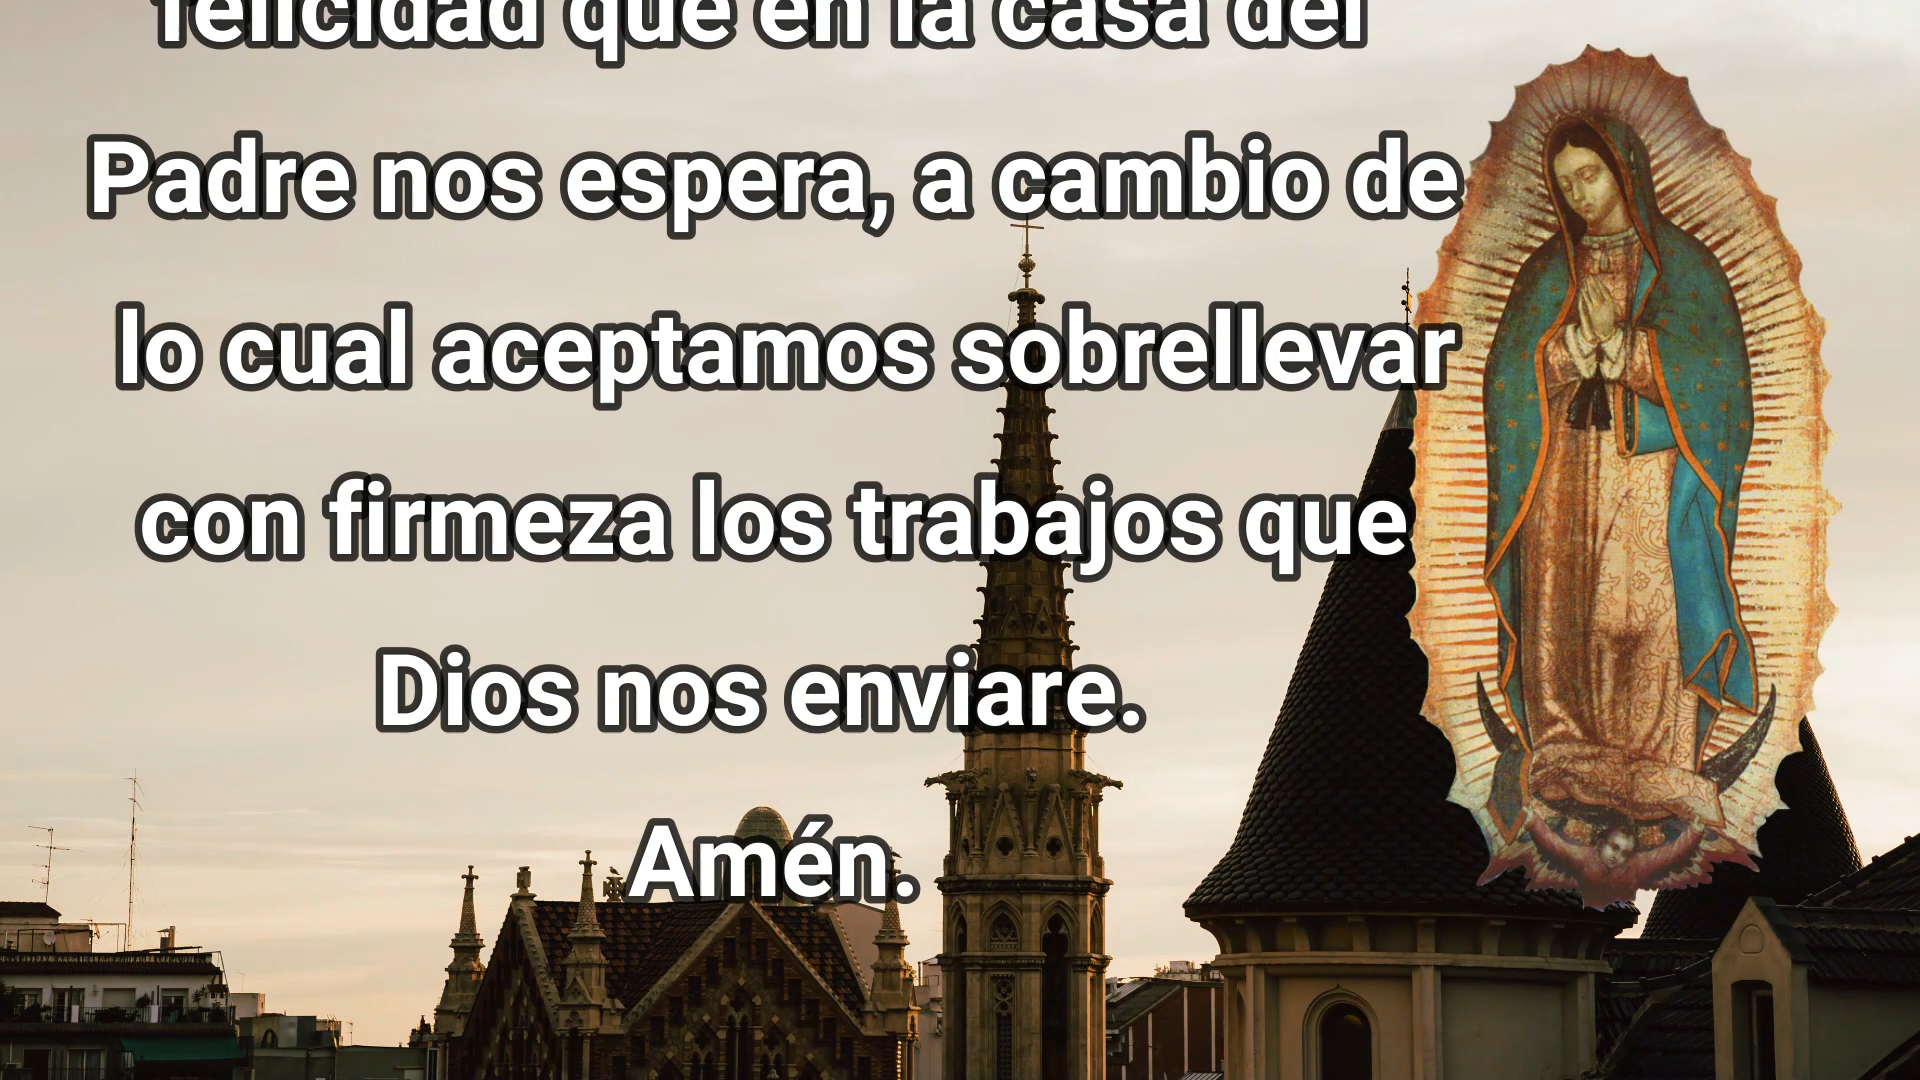 felicidad que en la casa del
Padre nos espera, a cambio de
lo cual aceptamos sobrellevar
con firmeza los trabajos que
Dios nos enviare.
Amén.